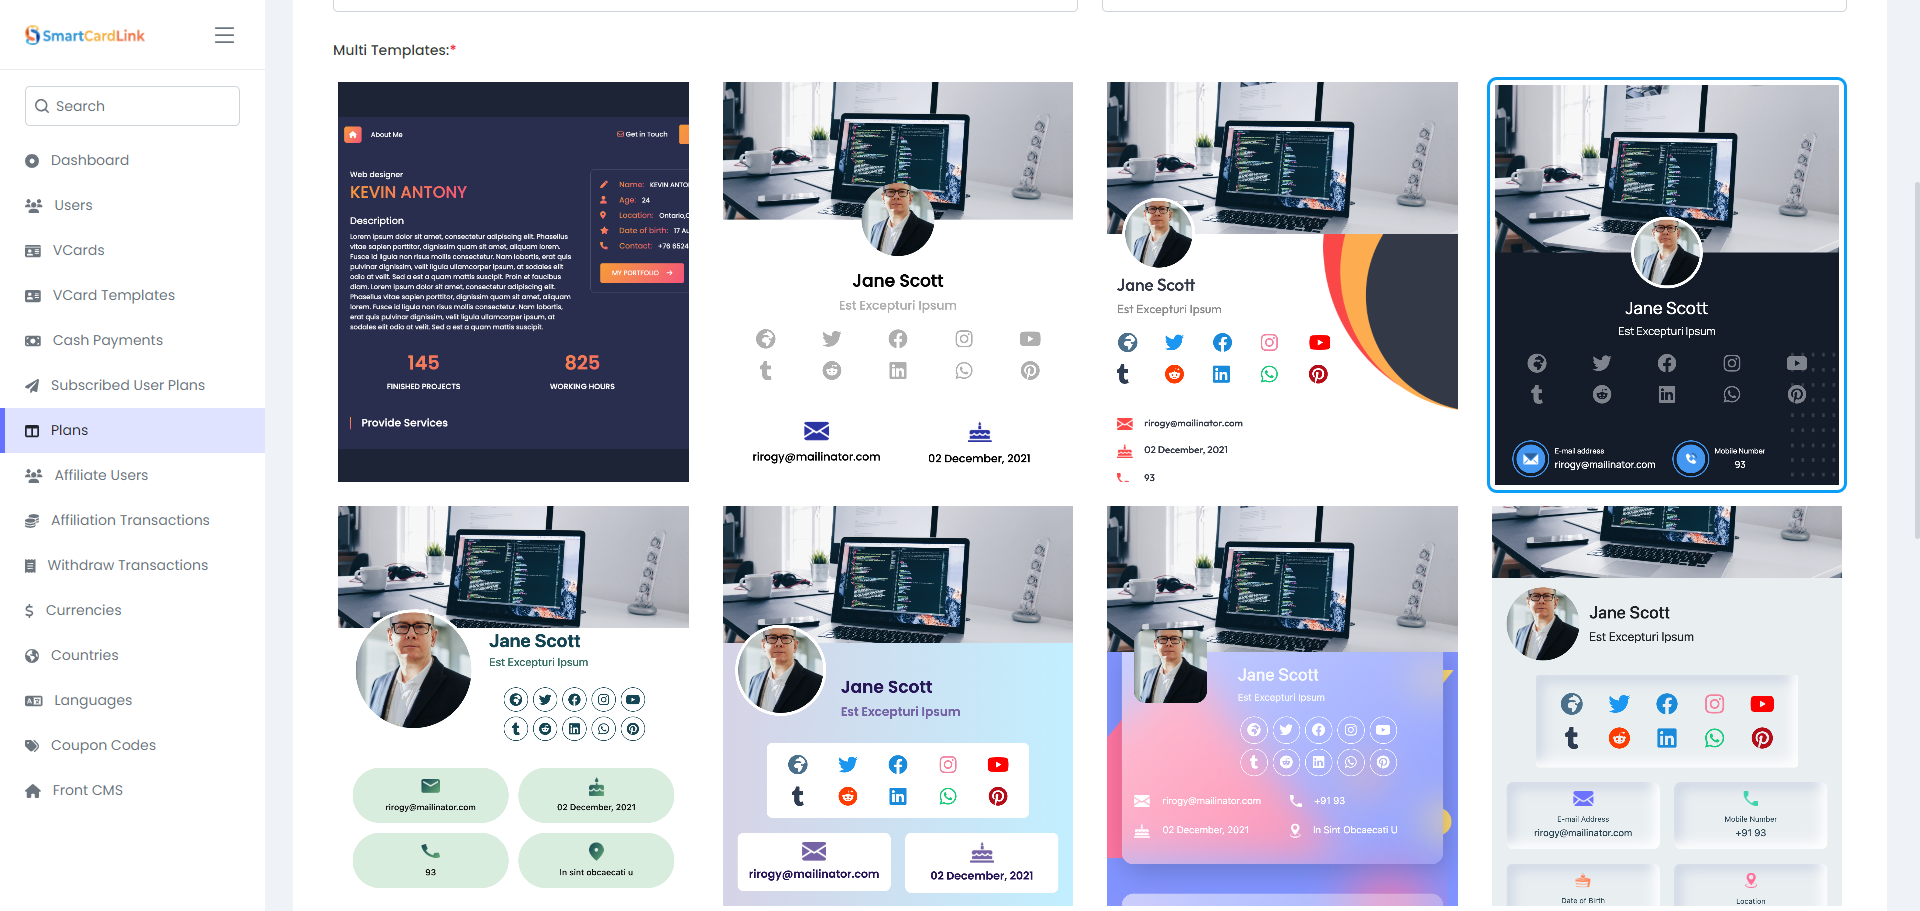 SmartCardLink
Search
Dashboard
Users
VCards
VCard Templates
Cash Payments
Subscribed User Plans
Plans
Affiliate Users
Affiliation Transactions
Withdraw Transactions
Currencies
Countries
Languages
Coupon Codes
Front CMS
Multi Templates:*
About Me
Get in Touch
Web designer
KEVIN ANTONY
Description
Lorem ipsum dolor sit amet, consectetur adipiscing elit. Phasellus
vitae sapien porttitor, dignissim quam sit amet, aliquam lorem.
Fusce id ligula non risus mollis consectetur. Nam lobortis, erat quis
pulvinar dignissim, velit ligula ullamcorper ipsum, at sodales elit
odio at velit. Sed a est a quam mattis suscipit. Proin et faucibus
diam. Lorem ipsum dolor sit amet, consectetur adipiscing elit.
Phasellus vitae sapien porttitor, dignissim quam sit amet, aliquam
lorem. Fusce id ligula non risus mollis consectetur. Nam lobortis,
erat quis pulvinar dignissim, velit ligula ullamcorper ipsum, at
sodales elit odio at velit. Sed a est a quam mattis suscipit.
Name: KEVIN ANTO
Age: 24
Location: Ontario,C
Date of birth: 17 Au
Contact: +76 6524
MY PORTFOLIO
145
FINISHED PROJECTS
825
WORKING HOURS
Provide Services
Jane Scott
Est Excepturi Ipsum
rirogy@mailinator.com
02 December, 2021
Jane Scott
Est Excepturi Ipsum
rirogy@mailinator.com
02 December, 2021
93
Jane Scott
Est Excepturi Ipsum
E-mail address
rirogy@mailinator.com
Mobile Number
93
Jane Scott
Est Excepturi Ipsum
rirogy@mailinator.com
02 December, 2021
93
In sint obcaecati u
Jane Scott
Est Excepturi Ipsum
rirogy@mailinator.com
02 December, 2021
Jane Scott
Est Excepturi Ipsum
rirogy@mailinator.com
+91 93
02 December, 2021
In Sint Obcaecati U
Jane Scott
Est Excepturi Ipsum
E-mail Address
rirogy@mailinator.com
Mobile Number
+91 93
Date of Birth
Location